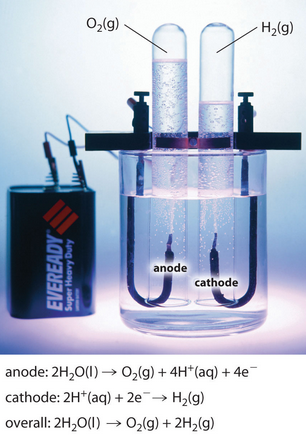 O₂(g)
H₂(g)
anode
cathode
EVEREADY
Super Heavy Duty
anode: 2H₂O(l) → O₂(g) + 4H⁺(aq) + 4e⁻
cathode: 2H⁺(aq) + 2e⁻ → H₂(g)
overall: 2H₂O(l) → O₂(g) + 2H₂(g)